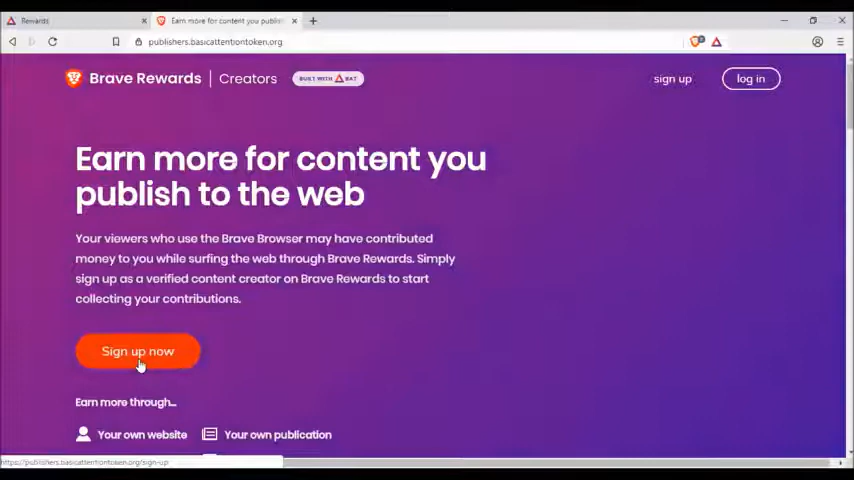 Rewards
Earn more for content you publis
publishers.basicattentiontoken.org
Brave Rewards | Creators
BUILT WITH BAT
sign up
log in
Earn more for content you
publish to the web
Your viewers who use the Brave Browser may have contributed
money to you while surfing the web through Brave Rewards. Simply
sign up as a verified content creator on Brave Rewards to start
collecting your contributions.
Sign up now
Earn more through...
Your own website
Your own publication
https://publishers.basicattentiontoken.org/sign-up